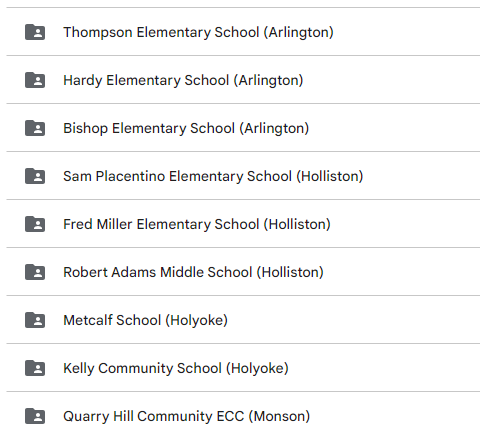 Thompson Elementary School (Arlington)
Hardy Elementary School (Arlington)
Bishop Elementary School (Arlington)
Sam Placentino Elementary School (Holliston)
Fred Miller Elementary School (Holliston)
Robert Adams Middle School (Holliston)
Metcalf School (Holyoke)
Kelly Community School (Holyoke)
Quarry Hill Community ECC (Monson)